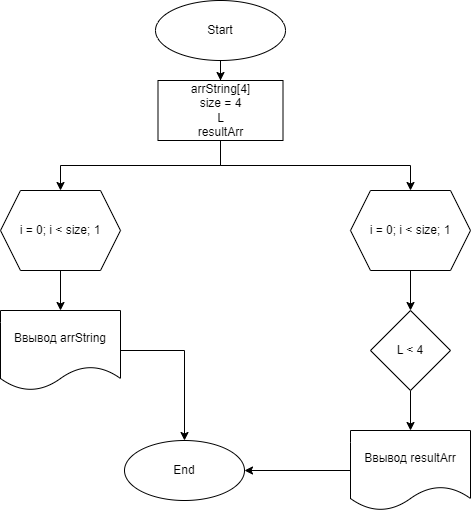 Start
arrString[4]
size = 4
L
resultArr
i = 0; i < size; 1
i = 0; i < size; 1
Ввывод arrString
L < 4
Ввывод resultArr
End